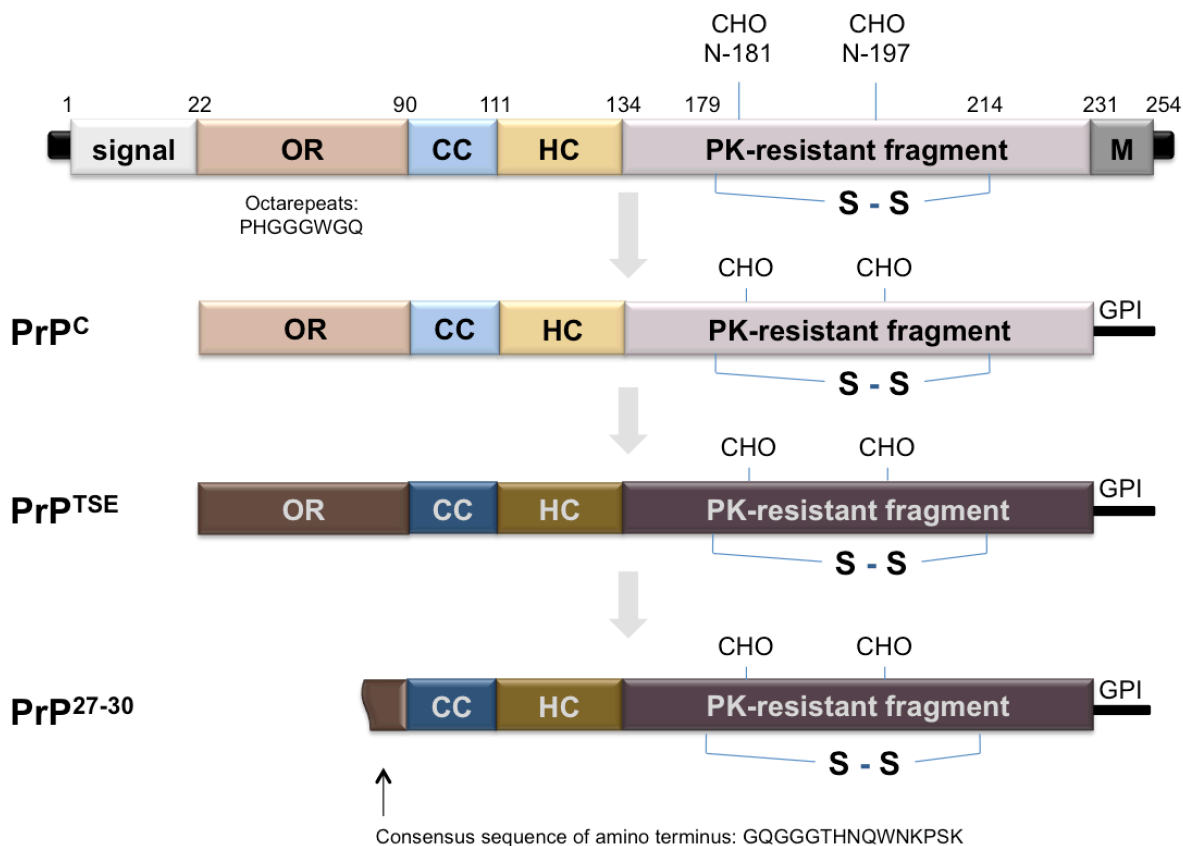 CHO CHO
N-181 N-197
1 22 90 111 134 179 214 231 254
signal OR CC HC PK-resistant fragment M
S - S
Octarepeats:
PHGGGWGQ
CHO CHO
PrPC OR CC HC PK-resistant fragment GPI
S - S
CHO CHO
PrPTSE OR CC HC PK-resistant fragment GPI
S - S
CHO CHO
PrP27-30 CC HC PK-resistant fragment GPI
S - S
Consensus sequence of amino terminus: GQGGGTHNQWNKPSK